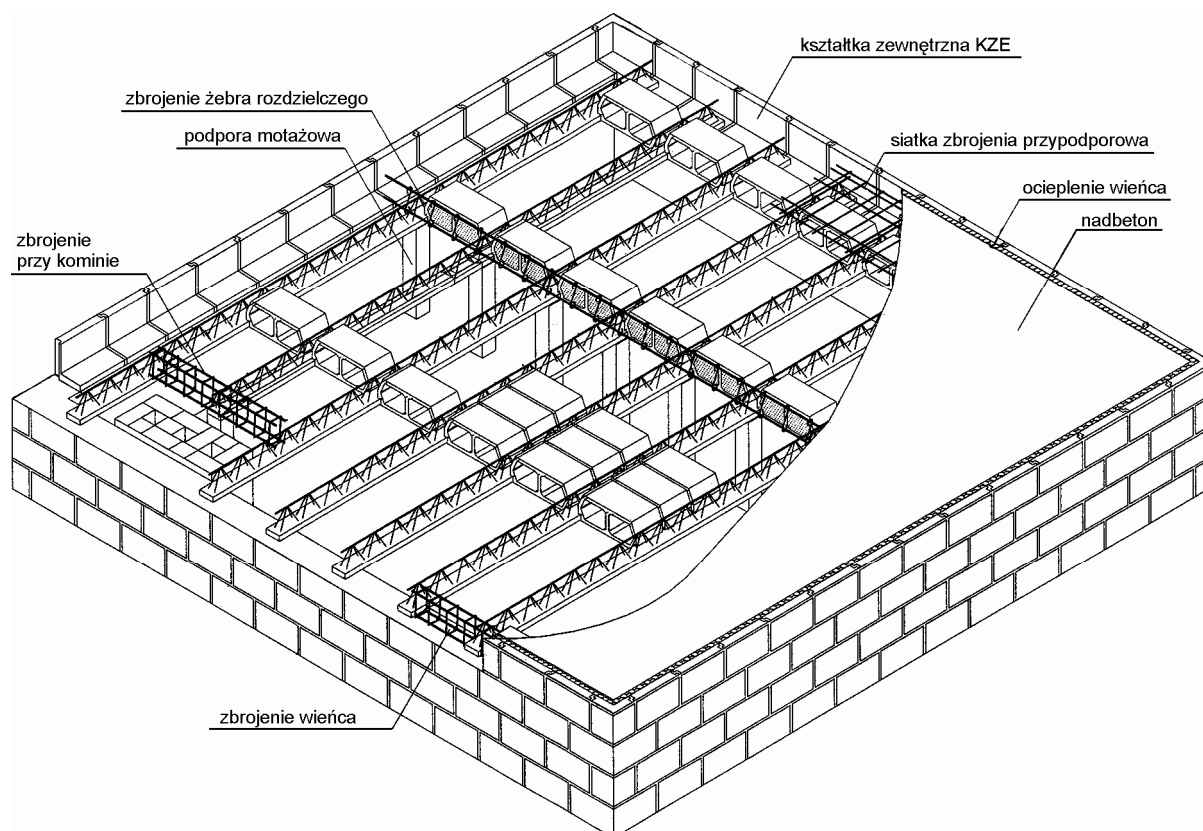 kształtka zewnętrzna KZE
zbrojenie żebra rozdzielczego
podpora motażowa
siatka zbrojenia przypodporowa
ocieplenie wieńca
nadbeton
zbrojenie
przy kominie
zbrojenie wieńca